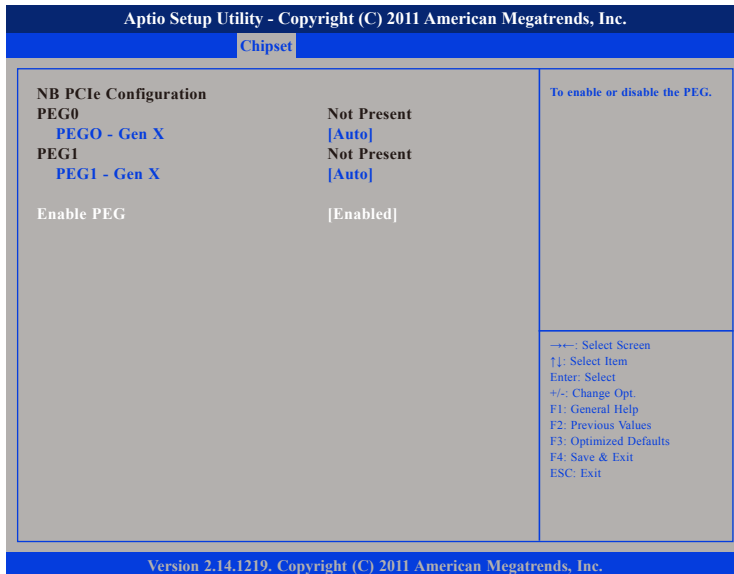 Aptio Setup Utility - Copyright (C) 2011 American Megatrends, Inc.
Chipset
NB PCIe Configuration
PEG0 Not Present
PEGO - Gen X [Auto]
PEG1 Not Present
PEG1 - Gen X [Auto]
Enable PEG [Enabled]
To enable or disable the PEG.
→←: Select Screen
↑↓: Select Item
Enter: Select
+/-: Change Opt.
F1: General Help
F2: Previous Values
F3: Optimized Defaults
F4: Save & Exit
ESC: Exit
Version 2.14.1219. Copyright (C) 2011 American Megatrends, Inc.